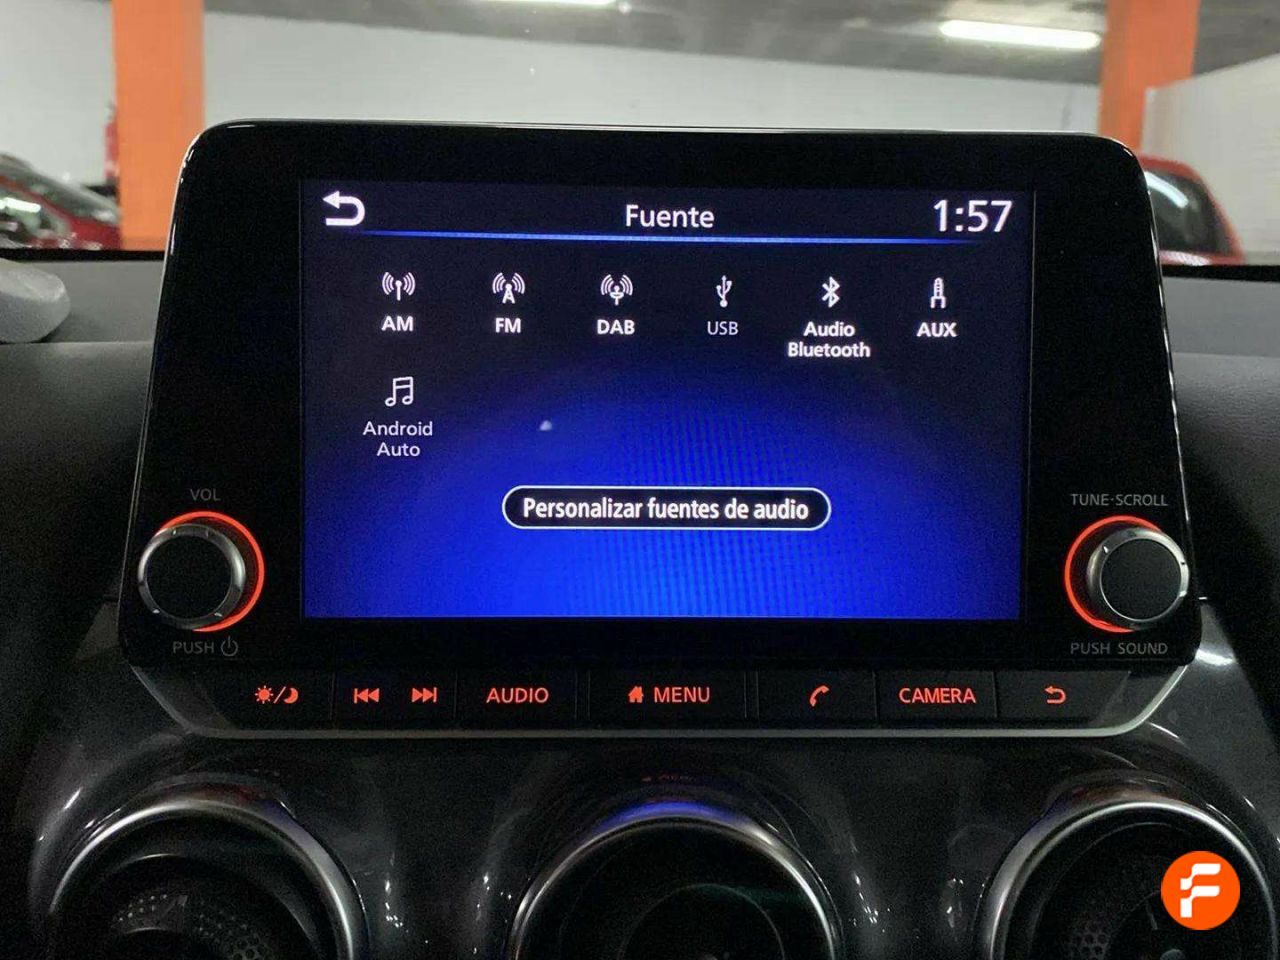 Fuente
1:57
AM
FM
DAB
USB
Audio
Bluetooth
AUX
Android
Auto
Personalizar fuentes de audio
VOL
TUNE·SCROLL
PUSH
PUSH SOUND
AUDIO
MENU
CAMERA